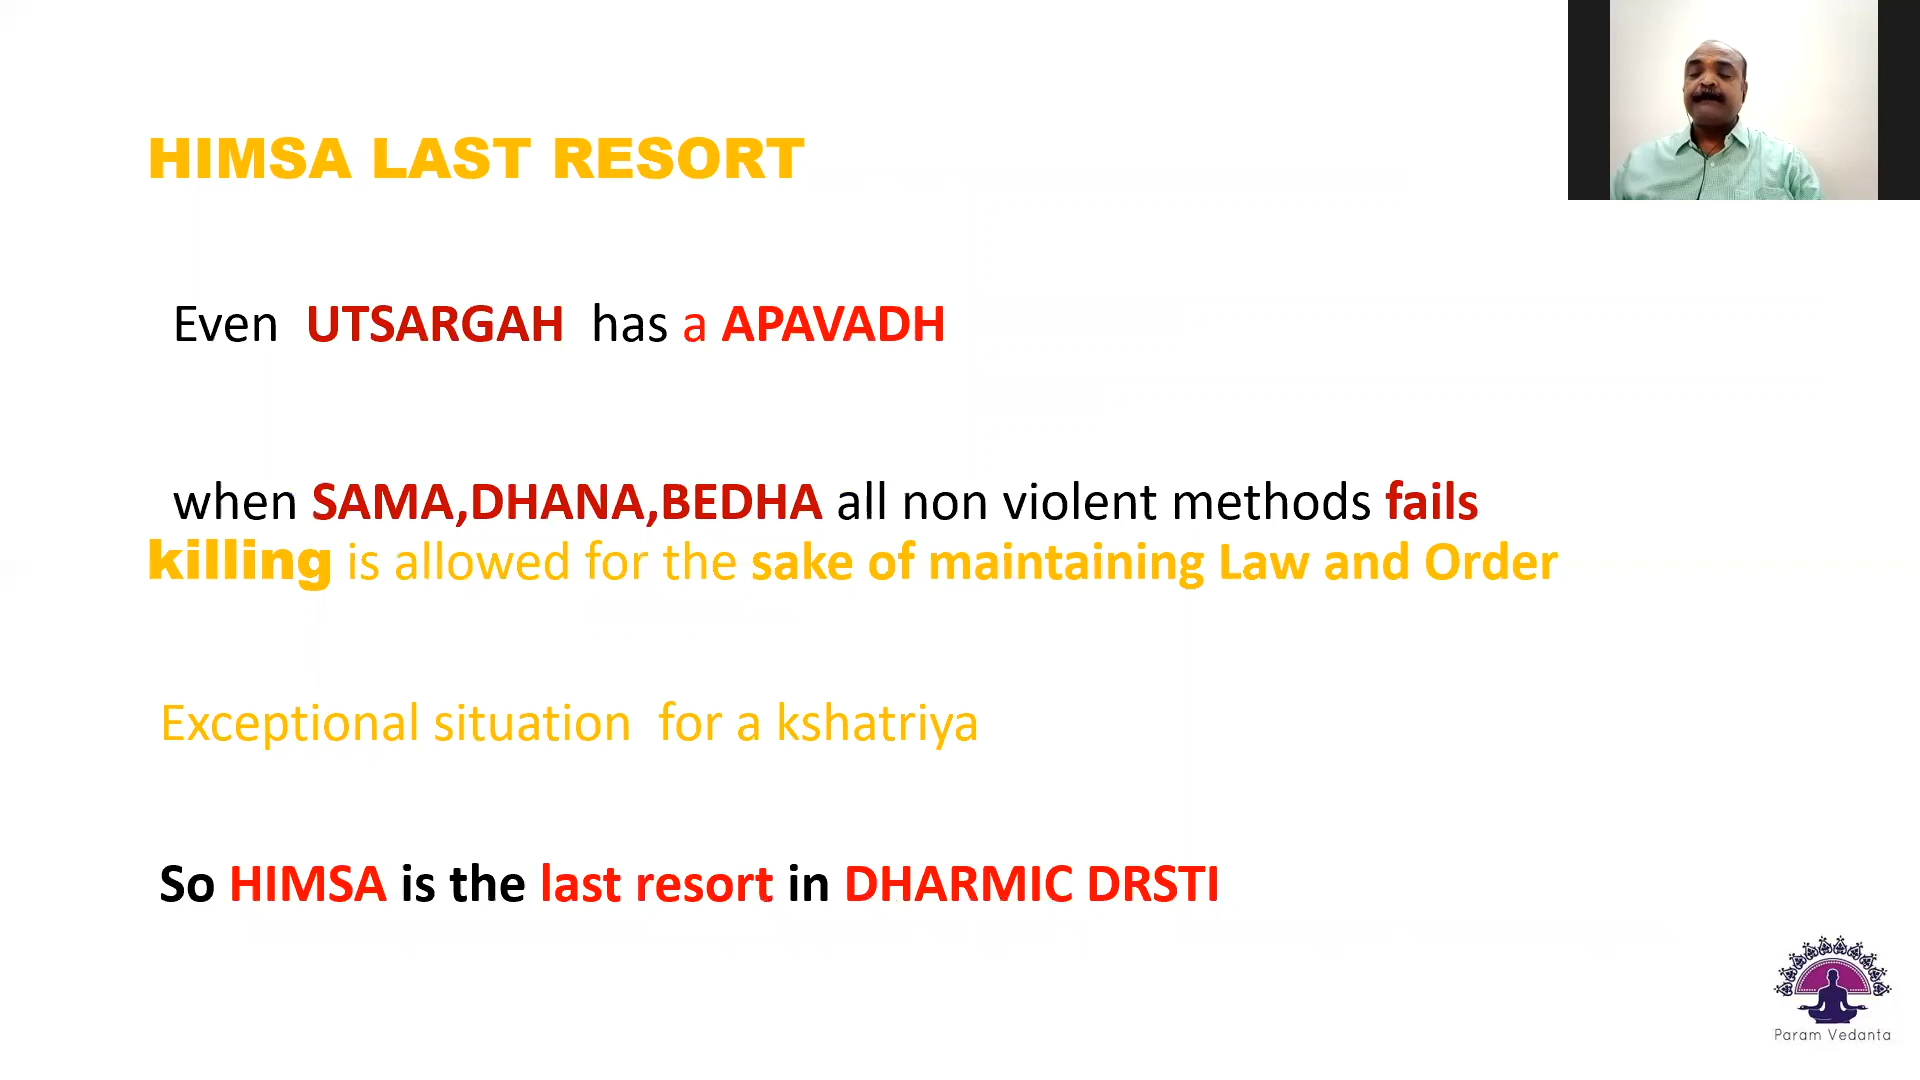 HIMSA LAST RESORT
Even UTSARGAH has a APAVADH
when SAMA,DHANA,BEDHA all non violent methods fails
killing is allowed for the sake of maintaining Law and Order
Exceptional situation for a kshatriya
So HIMSA is the last resort in DHARMIC DRSTI
Param Vedanta